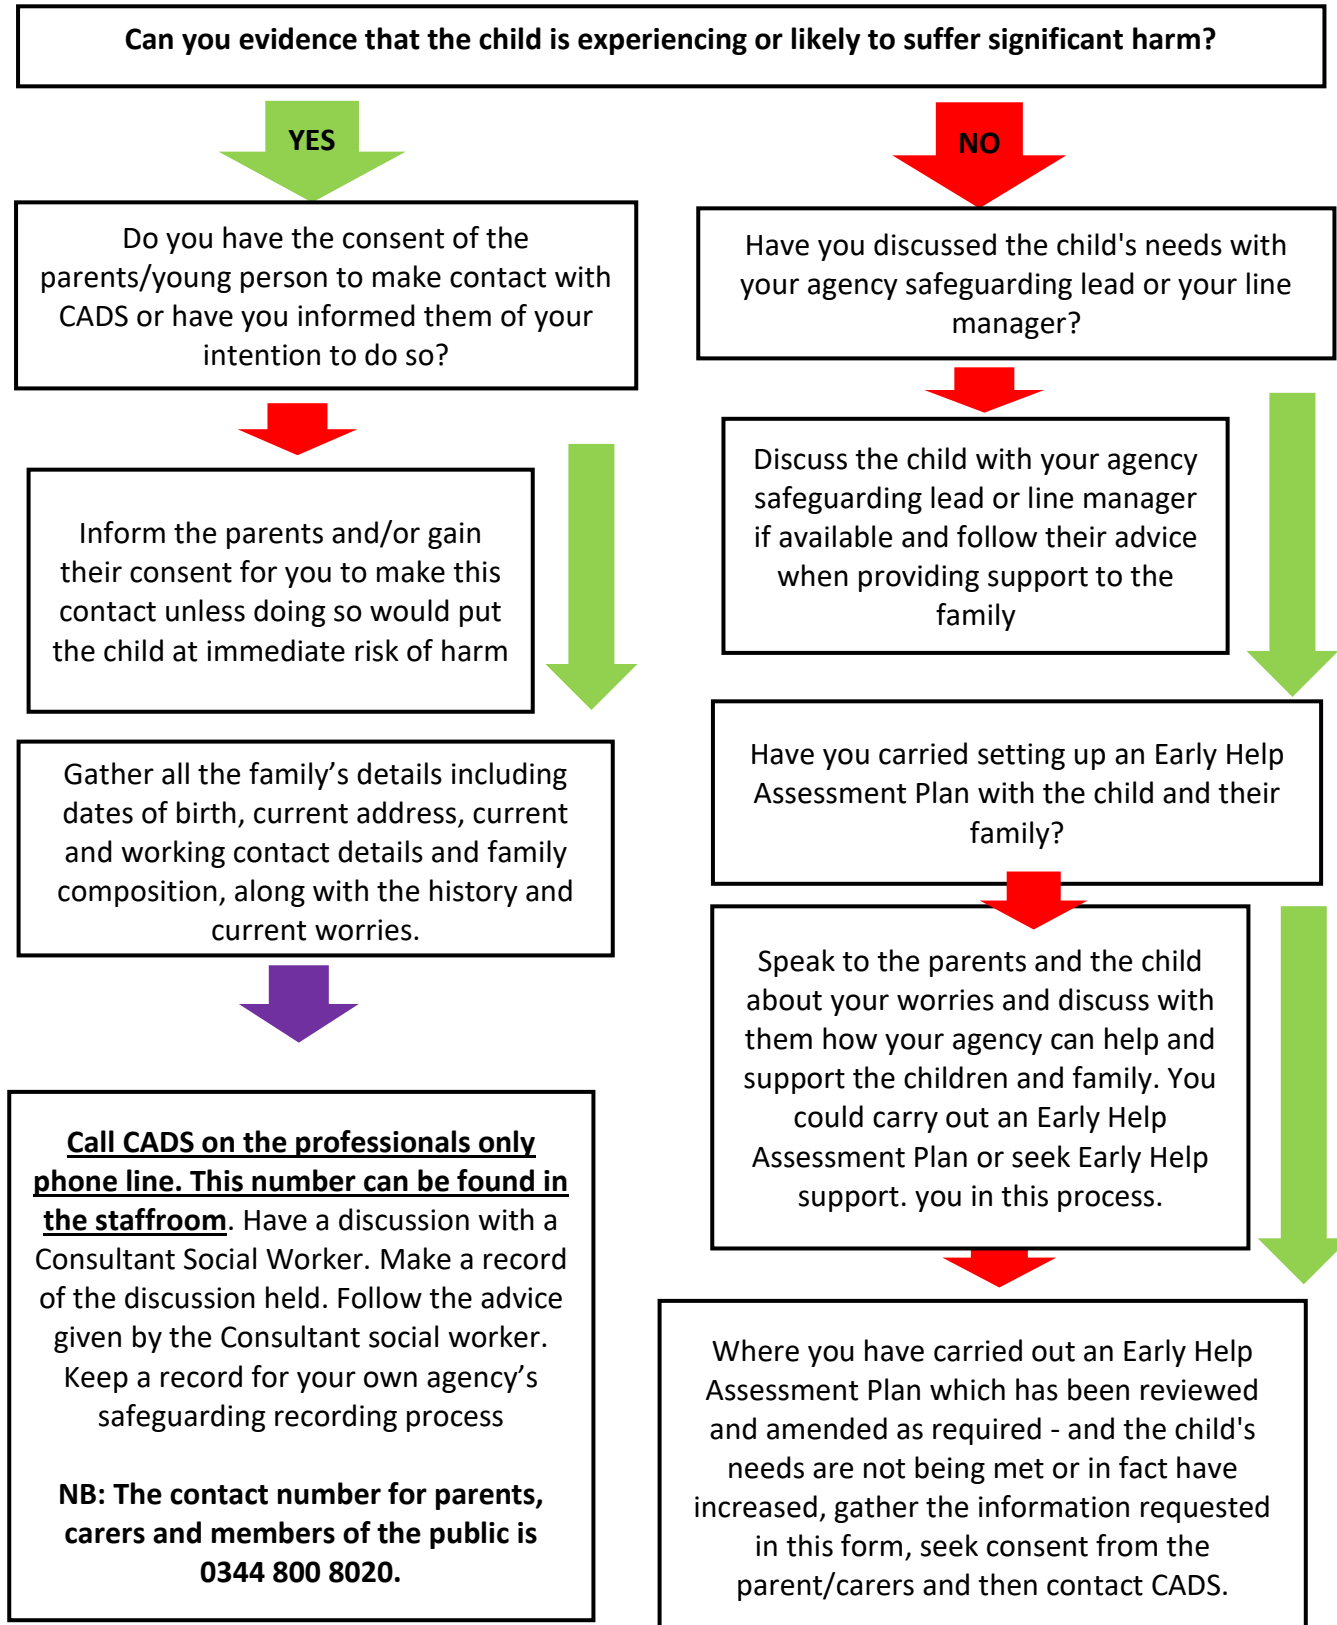 Can you evidence that the child is experiencing or likely to suffer significant harm?
YES
NO
Do you have the consent of the
parents/young person to make contact with
CADS or have you informed them of your
intention to do so?
Have you discussed the child's needs with
your agency safeguarding lead or your line
manager?
Inform the parents and/or gain
their consent for you to make this
contact unless doing so would put
the child at immediate risk of harm
Discuss the child with your agency
safeguarding lead or line manager
if available and follow their advice
when providing support to the
family
Gather all the family’s details including
dates of birth, current address, current
and working contact details and family
composition, along with the history and
current worries.
Have you carried setting up an Early Help
Assessment Plan with the child and their
family?
Speak to the parents and the child
about your worries and discuss with
them how your agency can help and
support the children and family. You
could carry out an Early Help
Assessment Plan or seek Early Help
support. you in this process.
Call CADS on the professionals only
phone line. This number can be found in
the staffroom. Have a discussion with a
Consultant Social Worker. Make a record
of the discussion held. Follow the advice
given by the Consultant social worker.
Keep a record for your own agency’s
safeguarding recording process
NB: The contact number for parents,
carers and members of the public is
0344 800 8020.
Where you have carried out an Early Help
Assessment Plan which has been reviewed
and amended as required - and the child's
needs are not being met or in fact have
increased, gather the information requested
in this form, seek consent from the
parent/carers and then contact CADS.